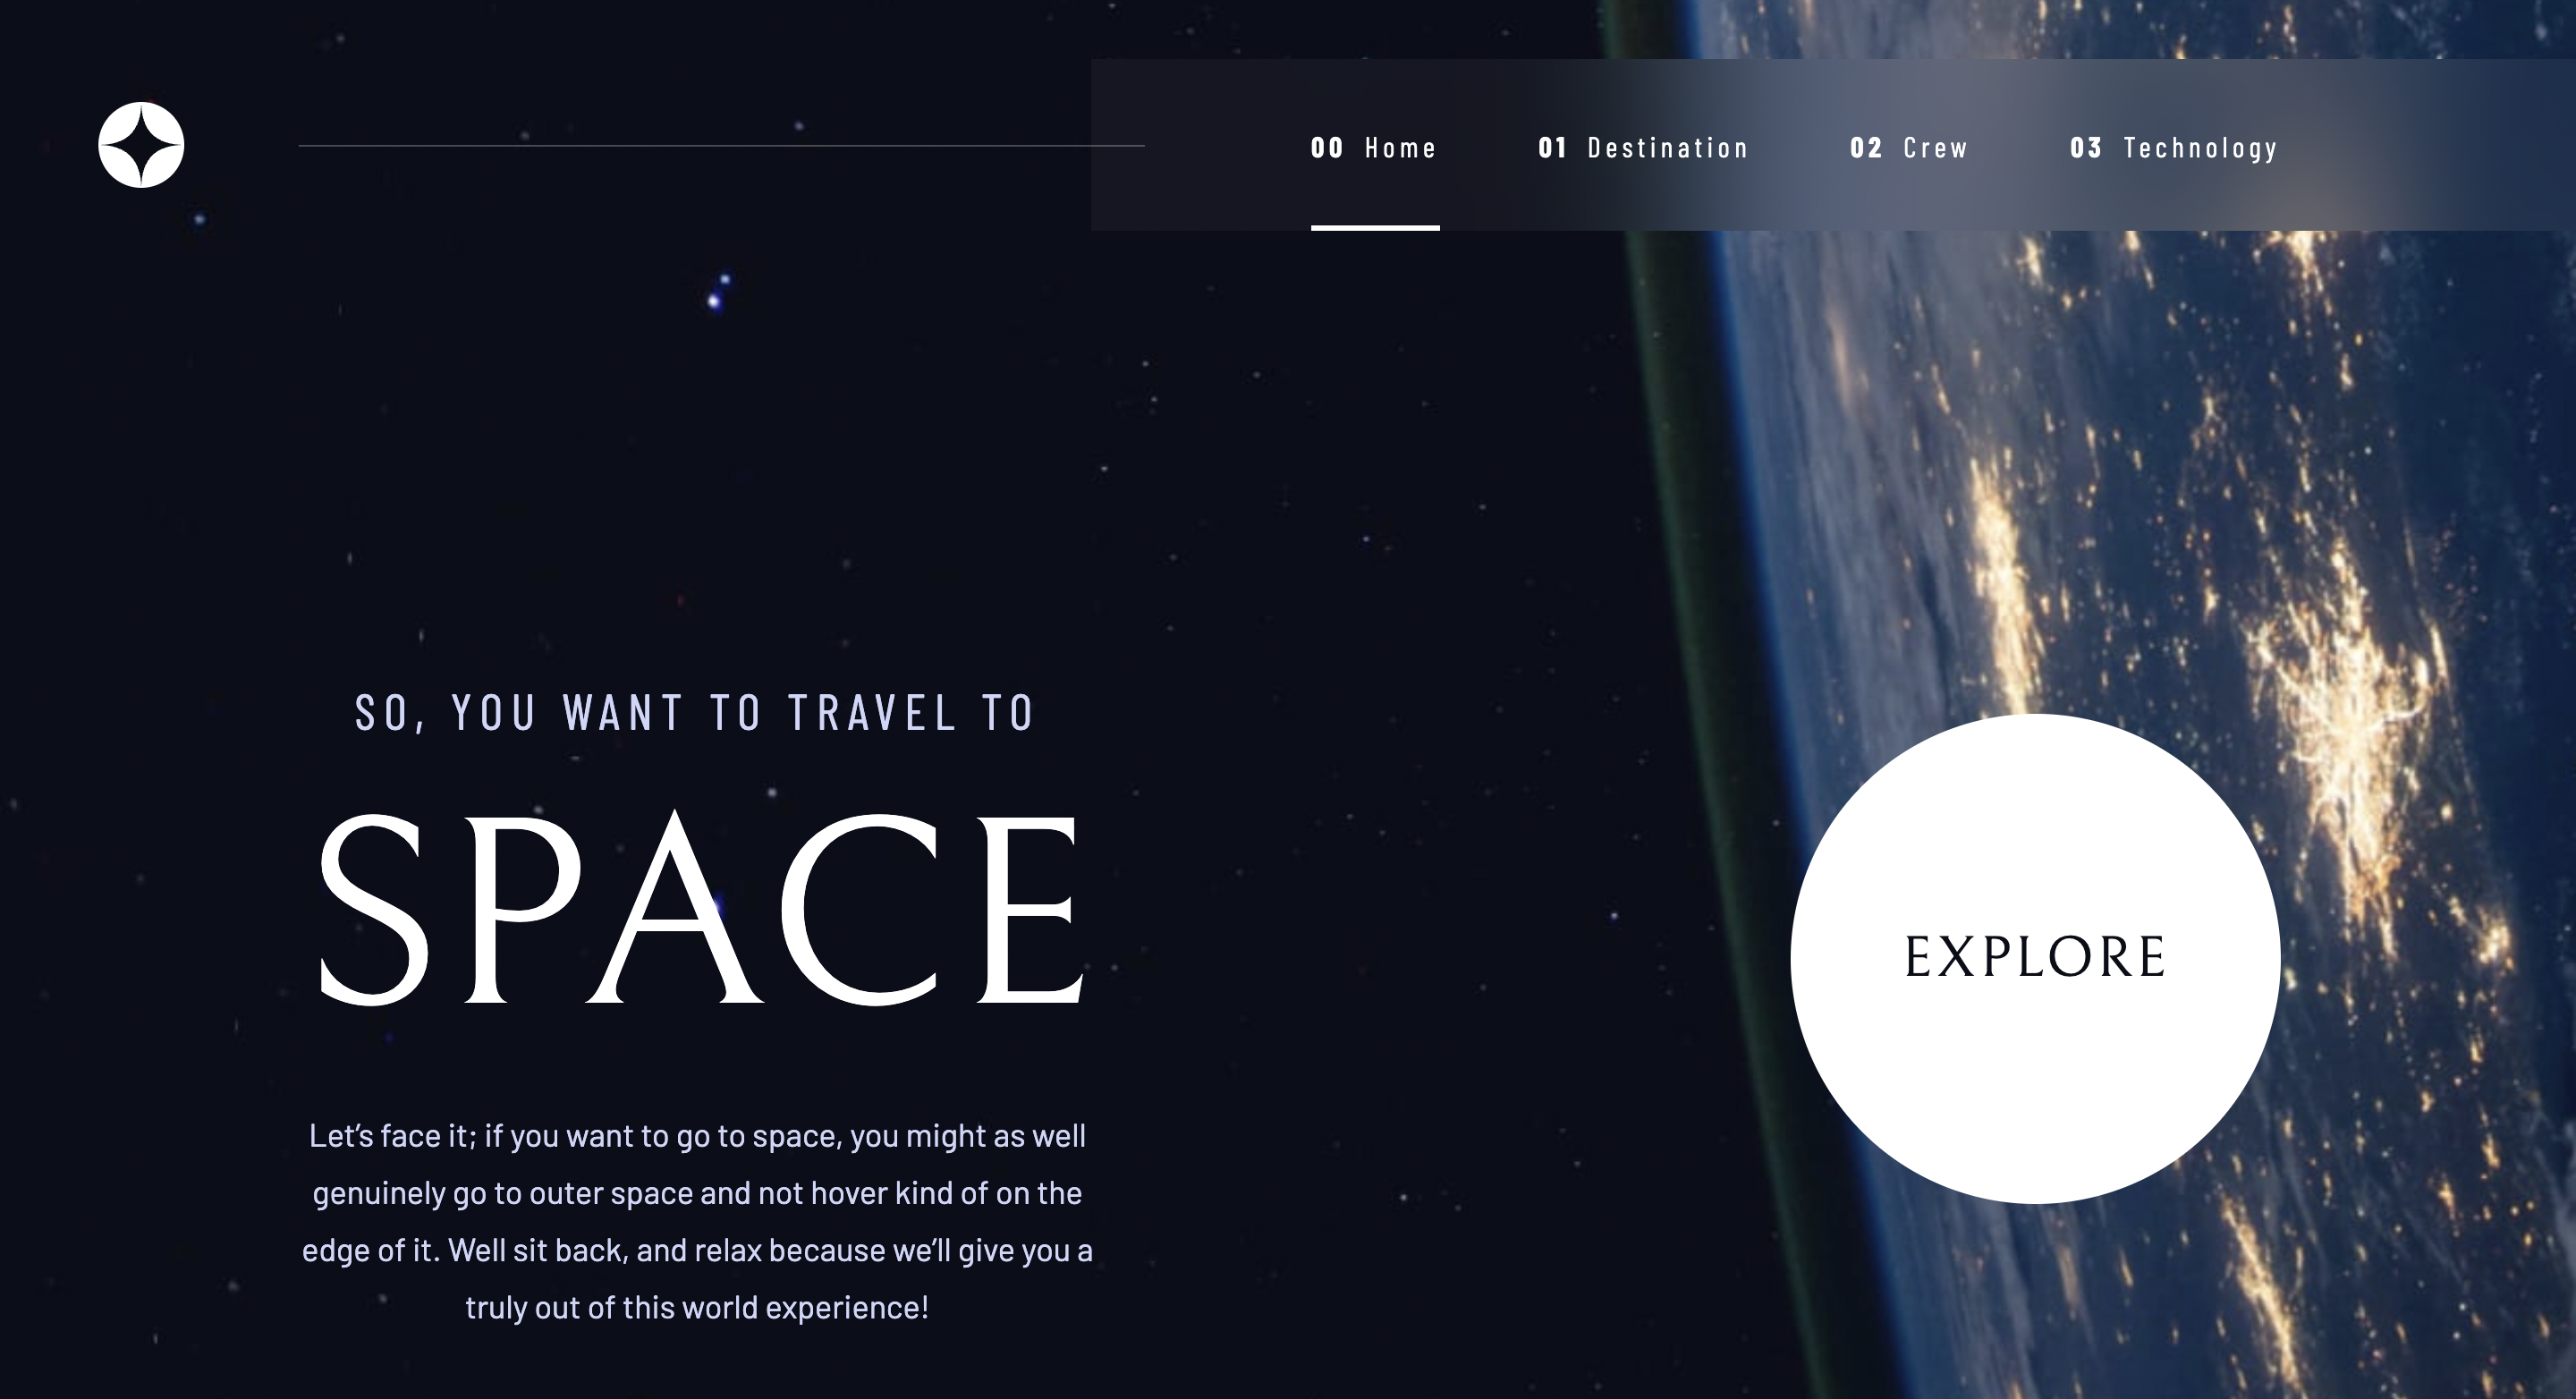 00 Home 01 Destination 02 Crew 03 Technology
SO, YOU WANT TO TRAVEL TO
SPACE
EXPLORE
Let’s face it; if you want to go to space, you might as well
genuinely go to outer space and not hover kind of on the
edge of it. Well sit back, and relax because we’ll give you a
truly out of this world experience!